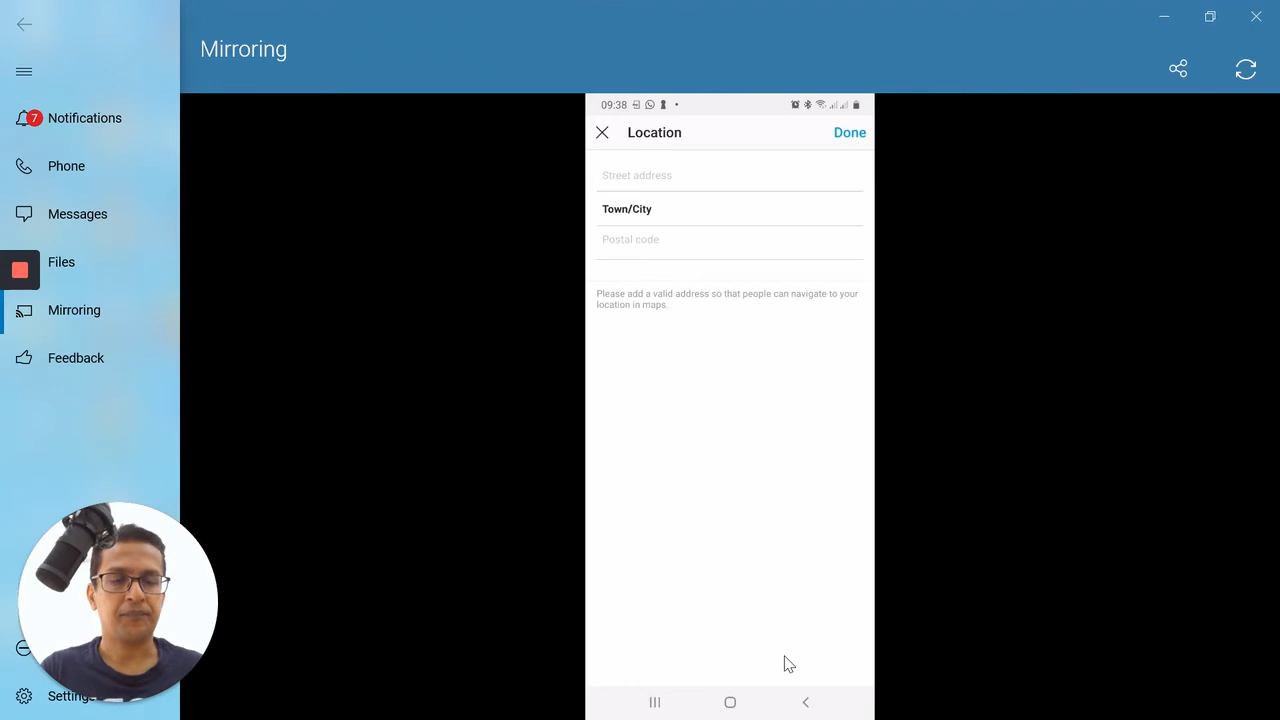 Mirroring
7 Notifications
Phone
Messages
Files
Mirroring
Feedback
09:38
Location
Done
Street address
Town/City
Postal code
Please add a valid address so that people can navigate to your
location in maps.